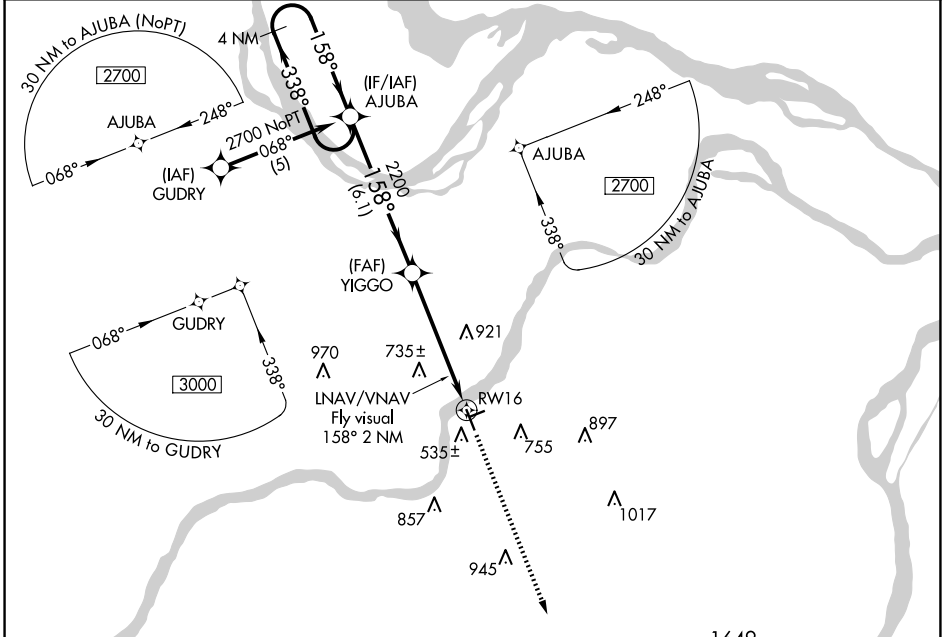 30 NM to AJUBA (NoPT)
2700
AJUBA
248°
068°
4 NM
158°
338°
(IF/IAF)
AJUBA
2700 NoPT
068°
(5)
(IAF)
GUDRY
2200
158°
(6.1)
248°
AJUBA
2700
338°
30 NM to AJUBA
(FAF)
YIGGO
068°
GUDRY
338°
3000
30 NM to GUDRY
921
970
735±
LNAV/VNAV
Fly visual
158° 2 NM
RW16
535±
755
897
857
1017
945